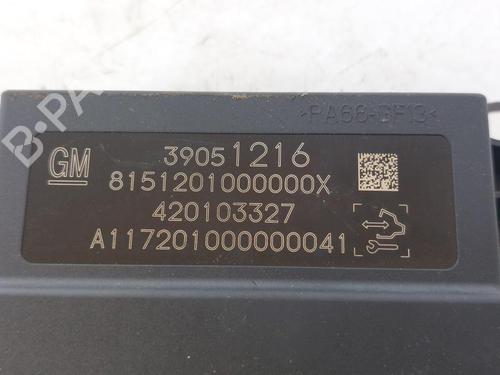 >PA66-GF13<
GM
39051216
8151201000000X
420103327
A117201000000041
B-PA